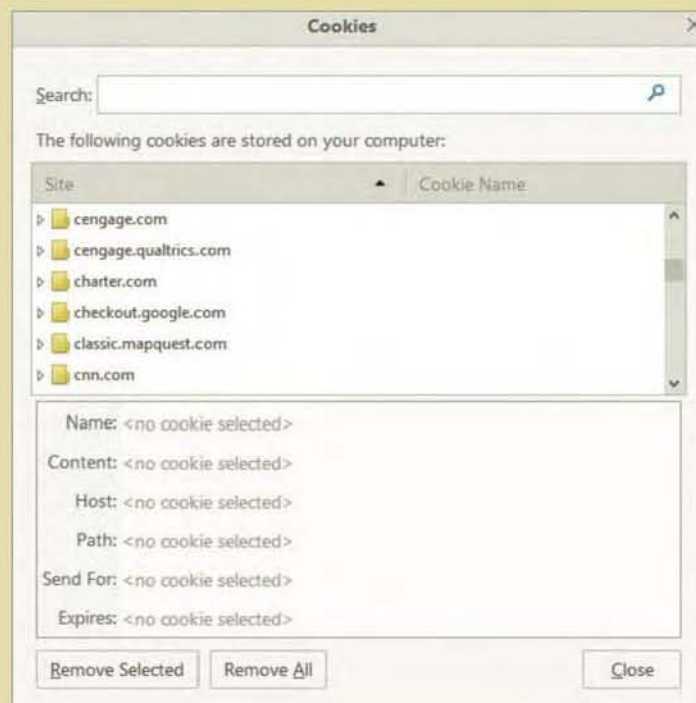 Cookies
Search:
The following cookies are stored on your computer:
Site Cookie Name
cengage.com
cengage.qualtrics.com
charter.com
checkout.google.com
classic.mapquest.com
cnn.com
Name: <no cookie selected>
Content: <no cookie selected>
Host: <no cookie selected>
Path: <no cookie selected>
Send For: <no cookie selected>
Expires: <no cookie selected>
Remove Selected Remove All Close